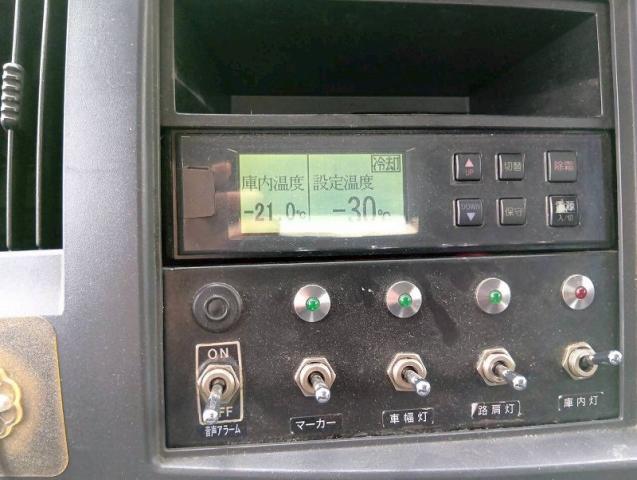 冷却
庫内温度 設定温度
-21.0℃ -30℃
UP 切替 除霜
DOWN 保守 電源
入/切
ON
OFF
音声アラーム マーカー 車幅灯 路肩灯 庫内灯